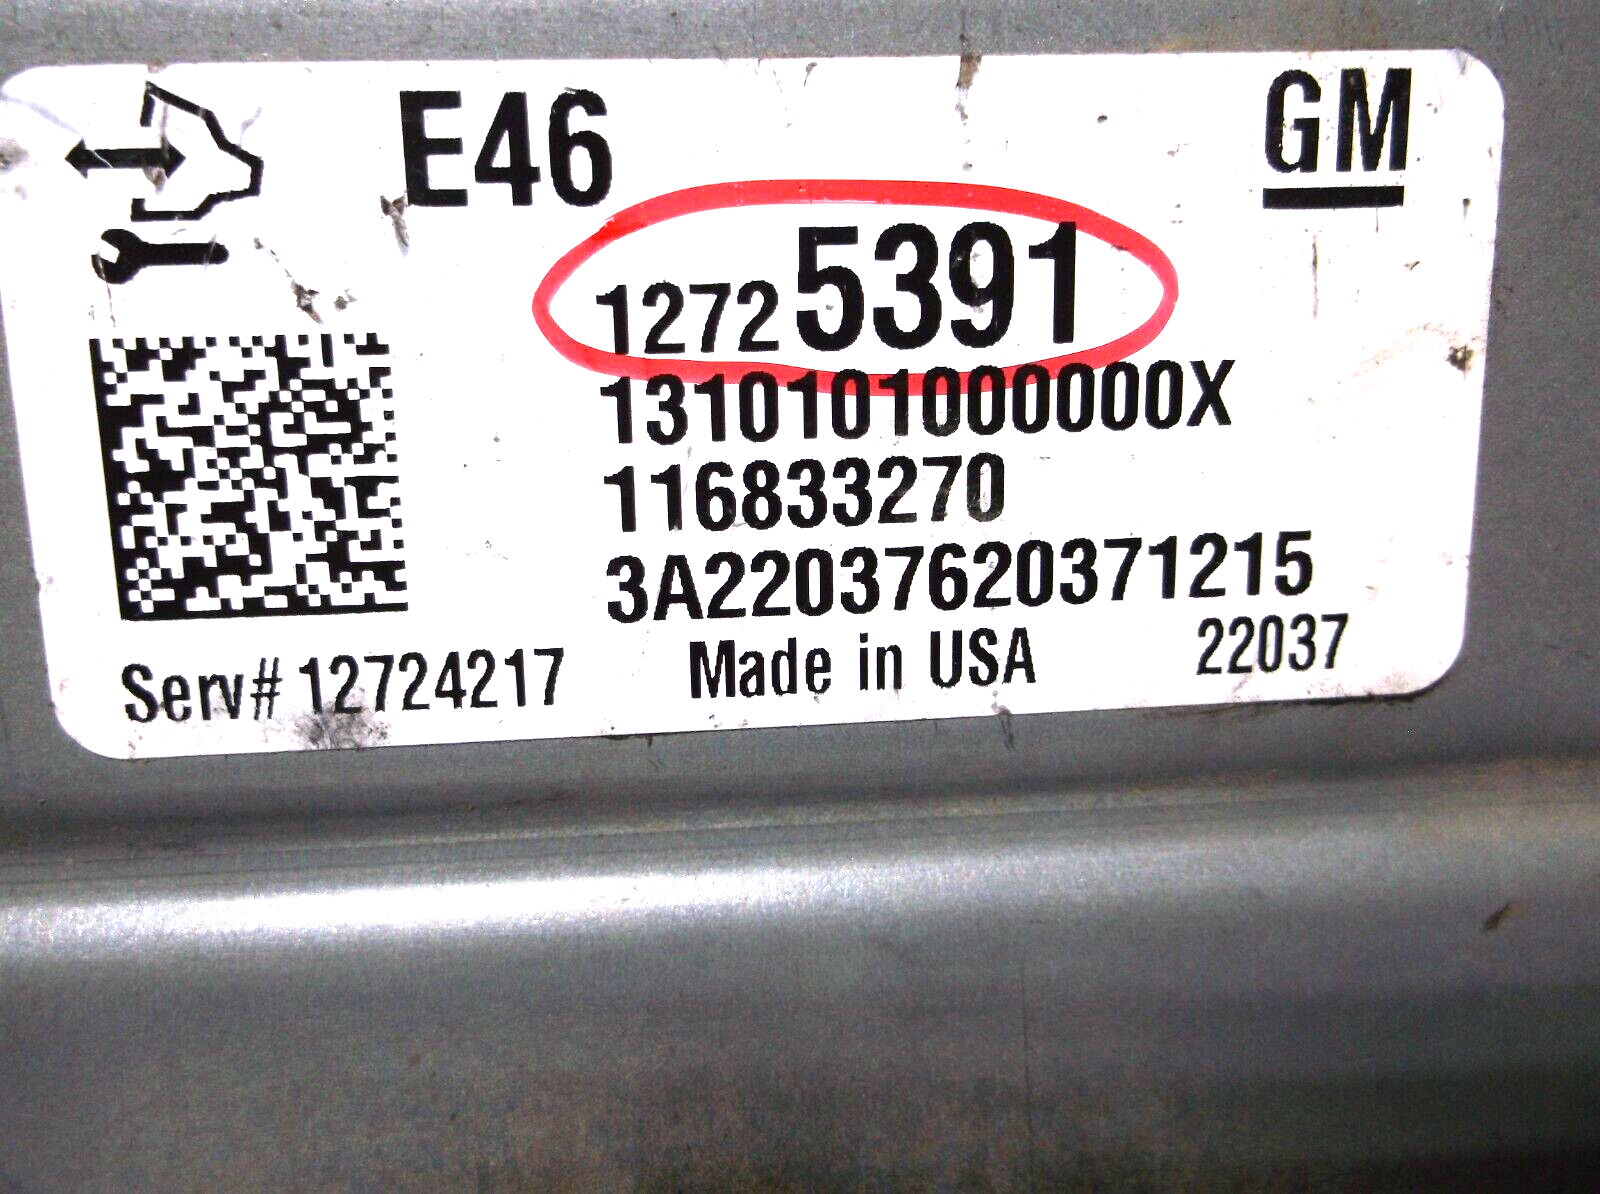 E46
GM
12725391
1310101000000X
116833270
3A22037620371215
Serv# 12724217
Made in USA
22037